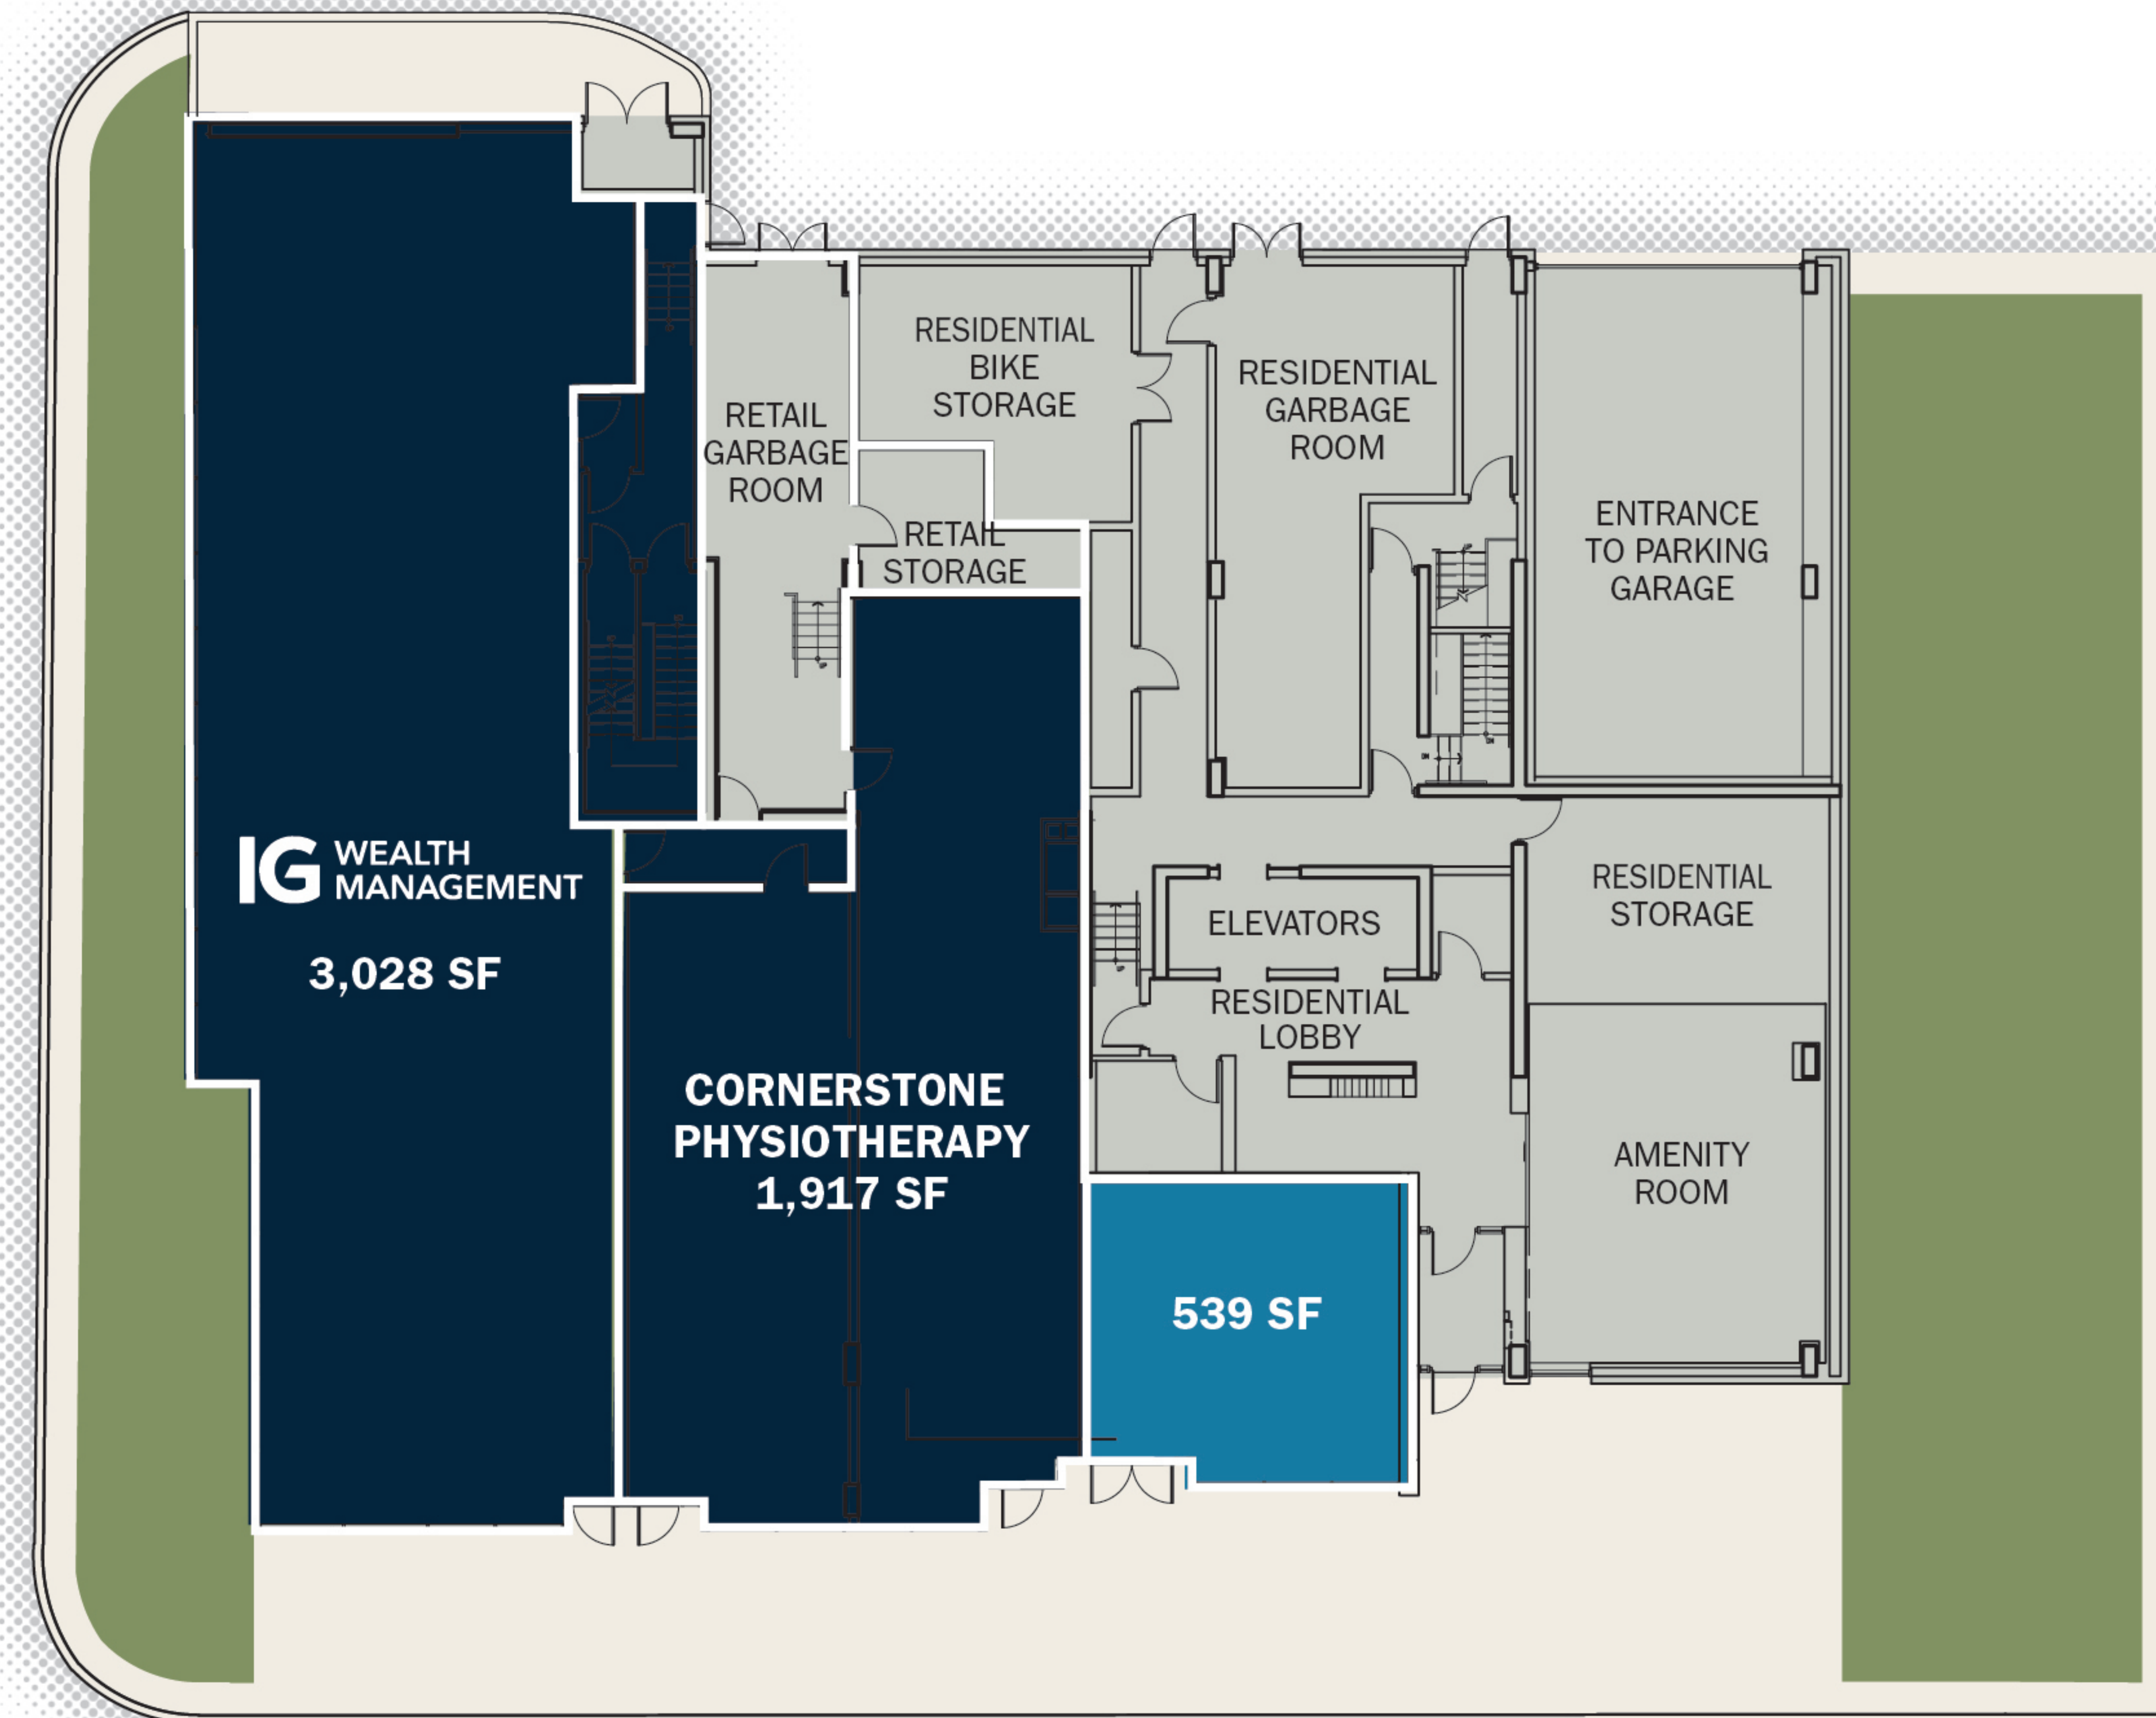 RESIDENTIAL
BIKE
STORAGE
RESIDENTIAL
GARBAGE
ROOM
RETAIL
GARBAGE
ROOM
RETAIL
STORAGE
ENTRANCE
TO PARKING
GARAGE
IG WEALTH
MANAGEMENT
3,028 SF
ELEVATORS
RESIDENTIAL
STORAGE
RESIDENTIAL
LOBBY
CORNERSTONE
PHYSIOTHERAPY
1,917 SF
AMENITY
ROOM
539 SF